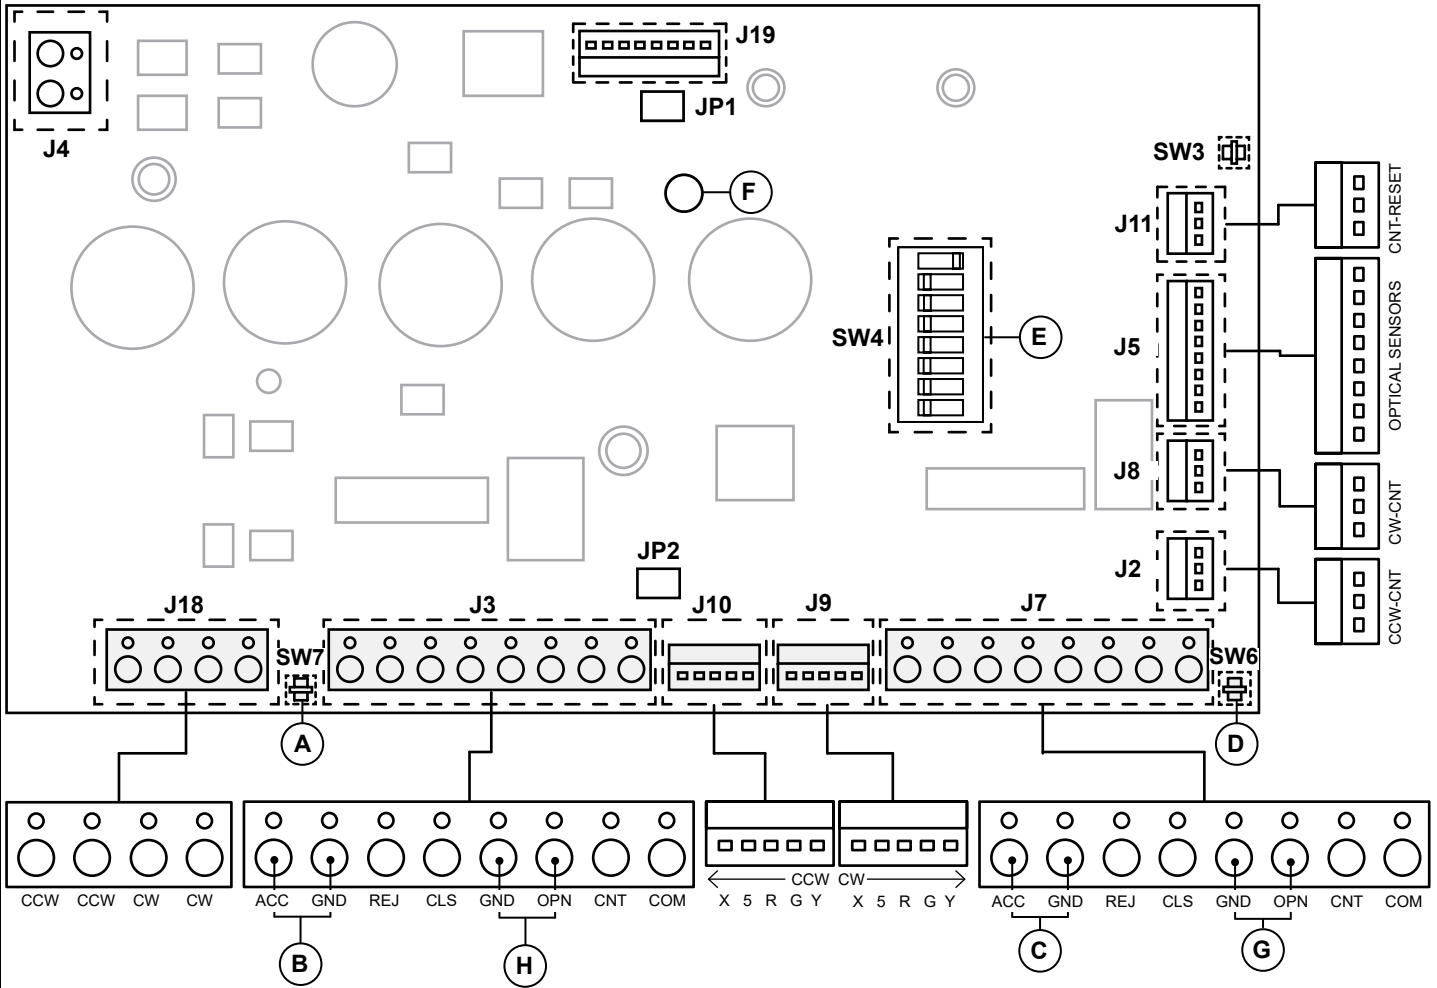 J19
J4
JP1
SW3
F
J11
CNT-RESET
SW4
E
J5
OPTICAL SENSORS
J8
CW-CNT
JP2
J2
CCW-CNT
J18
J3
J10
J9
J7
SW7
SW6
A
D
CCW CCW CW CW
ACC GND REJ CLS GND OPN CNT COM
CCW CW
X 5 R G Y
X 5 R G Y
ACC GND REJ CLS GND OPN CNT COM
B
H
C
G